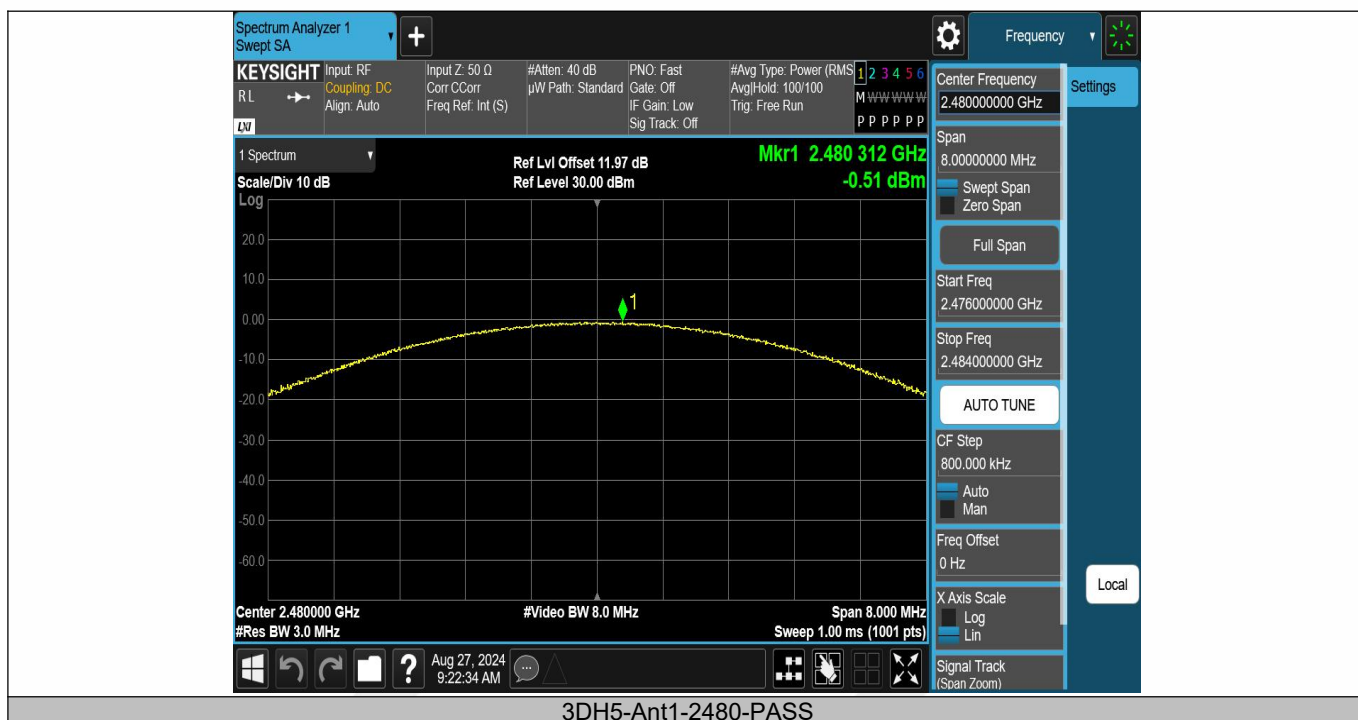 Spectrum Analyzer 1
Swept SA
+
Frequency
KEYSIGHT
RL
LXI
Input: RF
Coupling: DC
Align: Auto
Input Z: 50 Ω
Corr CCorr
Freq Ref: Int (S)
#Atten: 40 dB
µW Path: Standard
PNO: Fast
Gate: Off
IF Gain: Low
Sig Track: Off
#Avg Type: Power (RMS
Avg|Hold: 100/100
Trig: Free Run
1 2 3 4 5 6
M W W W W W
P P P P P P
1 Spectrum
Scale/Div 10 dB
Log
Ref Lvl Offset 11.97 dB
Ref Level 30.00 dBm
Mkr1 2.480 312 GHz
-0.51 dBm
20.0
10.0
0.00
-10.0
-20.0
-30.0
-40.0
-50.0
-60.0
1
Center 2.480000 GHz
#Res BW 3.0 MHz
#Video BW 8.0 MHz
Span 8.000 MHz
Sweep 1.00 ms (1001 pts)
Center Frequency
2.480000000 GHz
Settings
Span
8.00000000 MHz
Swept Span
Zero Span
Full Span
Start Freq
2.476000000 GHz
Stop Freq
2.484000000 GHz
AUTO TUNE
CF Step
800.000 kHz
Auto
Man
Freq Offset
0 Hz
Local
X Axis Scale
Log
Lin
Signal Track
(Span Zoom)
?
Aug 27, 2024
9:22:34 AM
3DH5-Ant1-2480-PASS